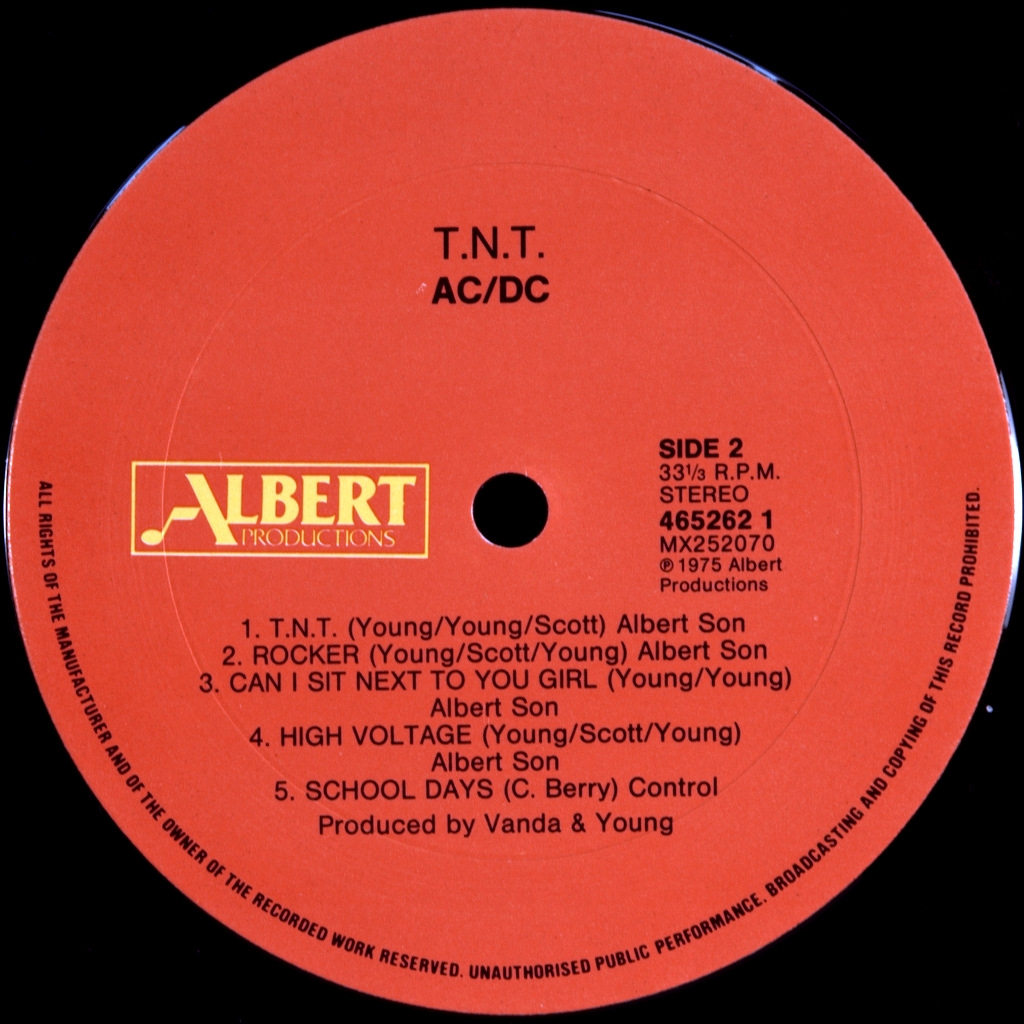 T.N.T.
AC/DC
ALBERT
PRODUCTIONS
SIDE 2
33⅓ R.P.M.
STEREO
465262 1
MX252070
℗ 1975 Albert
Productions
1. T.N.T. (Young/Young/Scott) Albert Son
2. ROCKER (Young/Scott/Young) Albert Son
3. CAN I SIT NEXT TO YOU GIRL (Young/Young)
Albert Son
4. HIGH VOLTAGE (Young/Scott/Young)
Albert Son
5. SCHOOL DAYS (C. Berry) Control
Produced by Vanda & Young
ALL RIGHTS OF THE MANUFACTURER AND OF THE OWNER OF THE RECORDED WORK RESERVED. UNAUTHORISED PUBLIC PERFORMANCE. BROADCASTING AND COPYING OF THIS RECORD PROHIBITED.